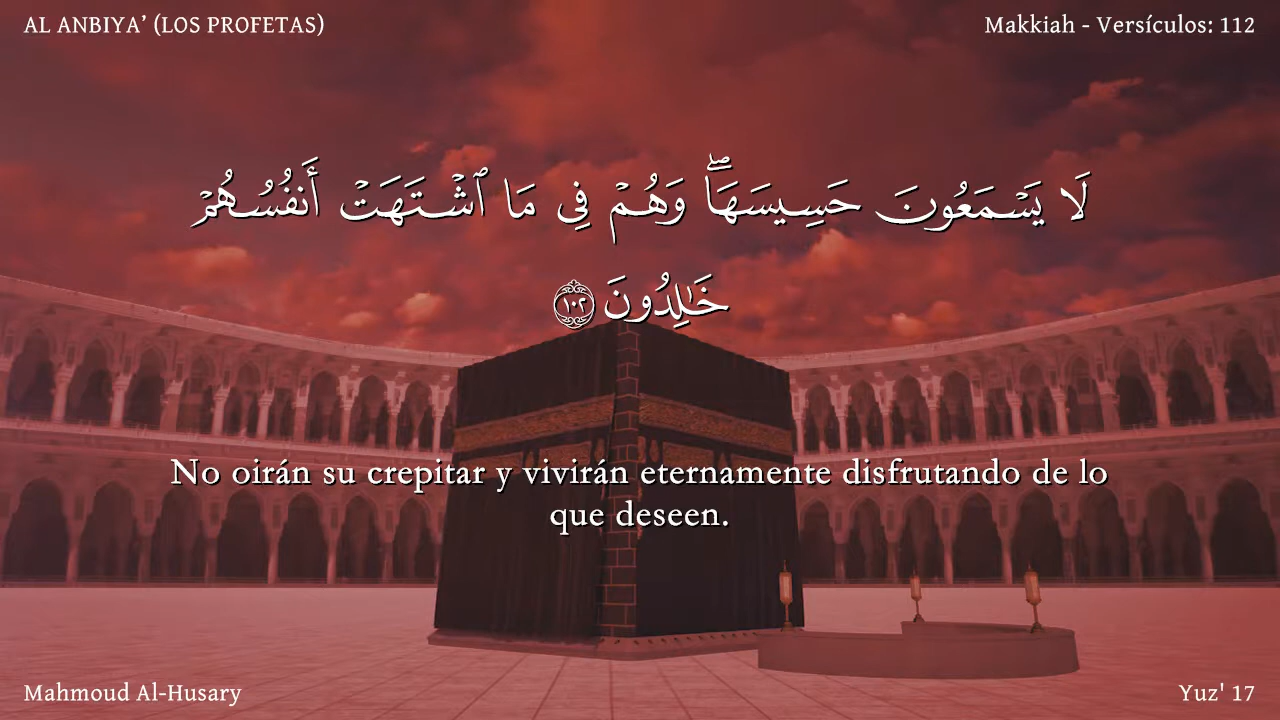 AL ANBIYA’ (LOS PROFETAS)
Makkiah - Versículos: 112
لَا يَسْمَعُونَ حَسِيسَهَاۖ وَهُمْ فِى مَا ٱشْتَهَتْ أَنفُسُهُمْ
خَـٰلِدُونَ ١٠٢
No oirán su crepitar y vivirán eternamente disfrutando de lo
que deseen.
Mahmoud Al-Husary
Yuz' 17